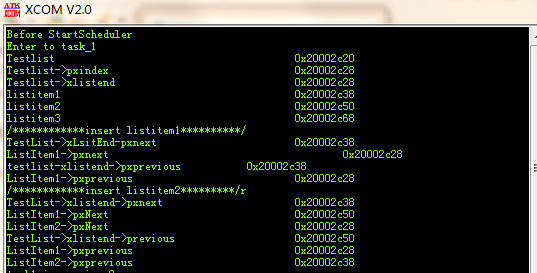 ATK
XCOM V2.0
Before StartScheduler
Enter to task_1
Testlist 0x20002c20
Testlist->pxindex 0x20002c28
Testlist->xlistend 0x20002c28
listitem1 0x20002c38
listitem2 0x20002c50
listitem3 0x20002c68
/************insert listitem1**********/
TestList->xLsitEnd-pxnext 0x20002c38
ListItem1->pxnext 0x20002c28
testlist-xlistend->pxprevious 0x20002c38
ListItem1->pxprevious 0x20002c28
/************insert listitem2*********/r
TestList->xlistend->pxnext 0x20002c38
ListItem1->pxNext 0x20002c50
ListItem2->pxNext 0x20002c28
TestList->xlistend->previous 0x20002c50
ListItem1->pxprevious 0x20002c28
ListItem2->pxprevious 0x20002c38